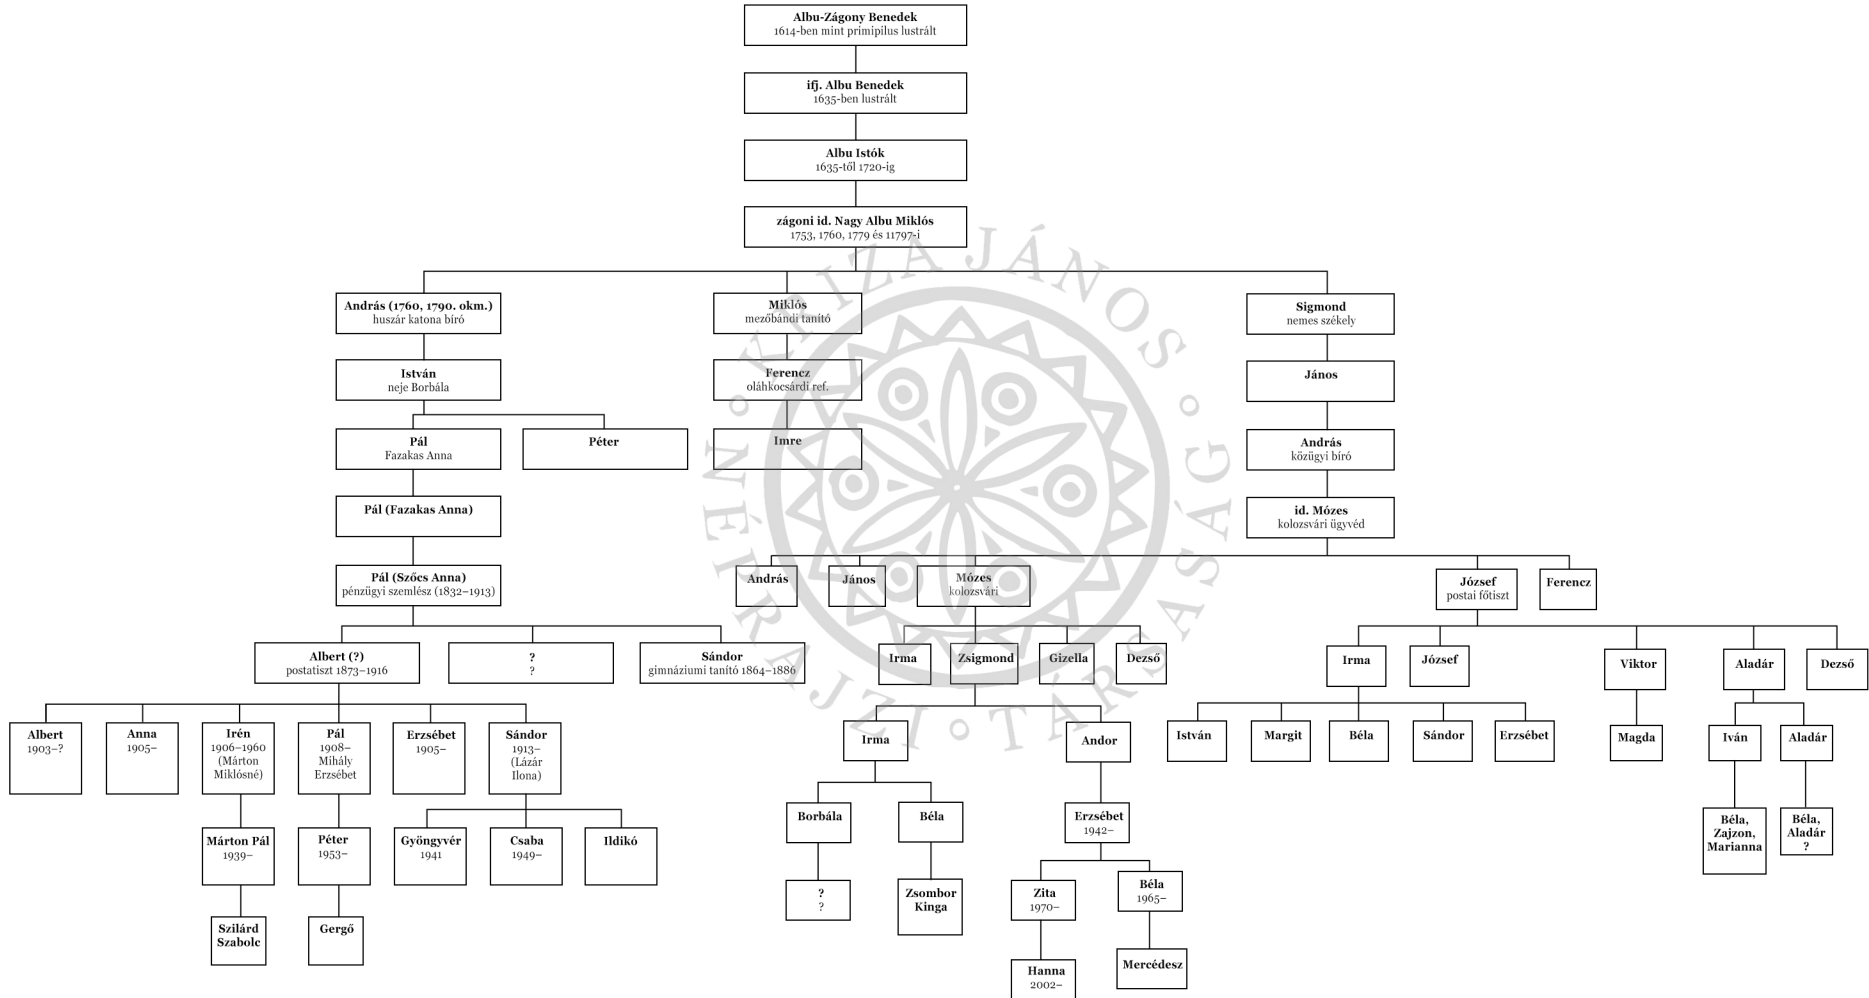 Albu-Zágony Benedek
1614-ben mint primipilus lustrált
ifj. Albu Benedek
1635-ben lustrált
Albu Istók
1635-től 1720-ig
zágoni id. Nagy Albu Miklós
1753, 1760, 1779 és 11797-i
András (1760, 1790. okm.)
huszár katona bíró
Miklós
mezőbándi tanító
Sigmond
nemes székely
István
neje Borbála
Ferencz
oláhkocsárdi ref.
János
Pál
Fazakas Anna
Péter
Imre
András
közügyi bíró
Pál (Fazakas Anna)
id. Mózes
kolozsvári ügyvéd
Pál (Szőcs Anna)
pénzügyi szemlész (1832–1913)
András
János
Mózes
kolozsvári
József
postai főtiszt
Ferencz
Albert (?)
postatiszt 1873–1916
?
?
Sándor
gimnáziumi tanító 1864–1886
Irma
Zsigmond
Gizella
Dezső
Irma
József
Viktor
Aladár
Dezső
Albert
1903–?
Anna
1905–
Irén
1906–1960
(Márton
Miklósné)
Pál
1908–
Mihály
Erzsébet
Erzsébet
1905–
Sándor
1913–
(Lázár
Ilona)
Irma
Andor
István
Margit
Béla
Sándor
Erzsébet
Magda
Iván
Aladár
Márton Pál
1939–
Péter
1953–
Gyöngyvér
1941
Csaba
1949–
Ildikó
Borbála
Béla
Erzsébet
1942–
Béla,
Zajzon,
Marianna
Béla,
Aladár
?
Szilárd
Szabolc
Gergő
?
?
Zsombor
Kinga
Zita
1970–
Béla
1965–
Hanna
2002–
Mercédesz
KRIZA JÁNOS NÉPRAJZI TÁRSASÁG